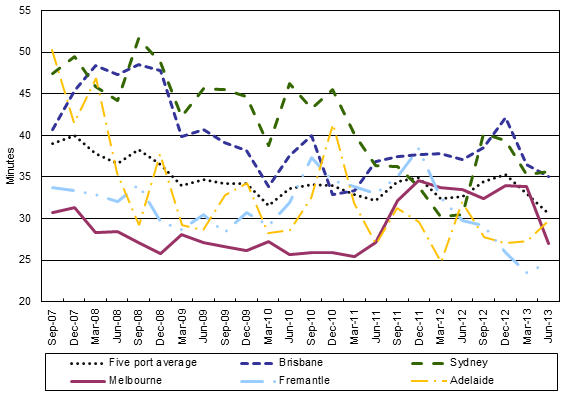 55
50
45
40
35
30
25
20
Minutes
Sep-07
Dec-07
Mar-08
Jun-08
Sep-08
Dec-08
Mar-09
Jun-09
Sep-09
Dec-09
Mar-10
Jun-10
Sep-10
Dec-10
Mar-11
Jun-11
Sep-11
Dec-11
Mar-12
Jun-12
Sep-12
Dec-12
Mar-13
Jun-13
Five port average Brisbane Sydney
Melbourne Fremantle Adelaide